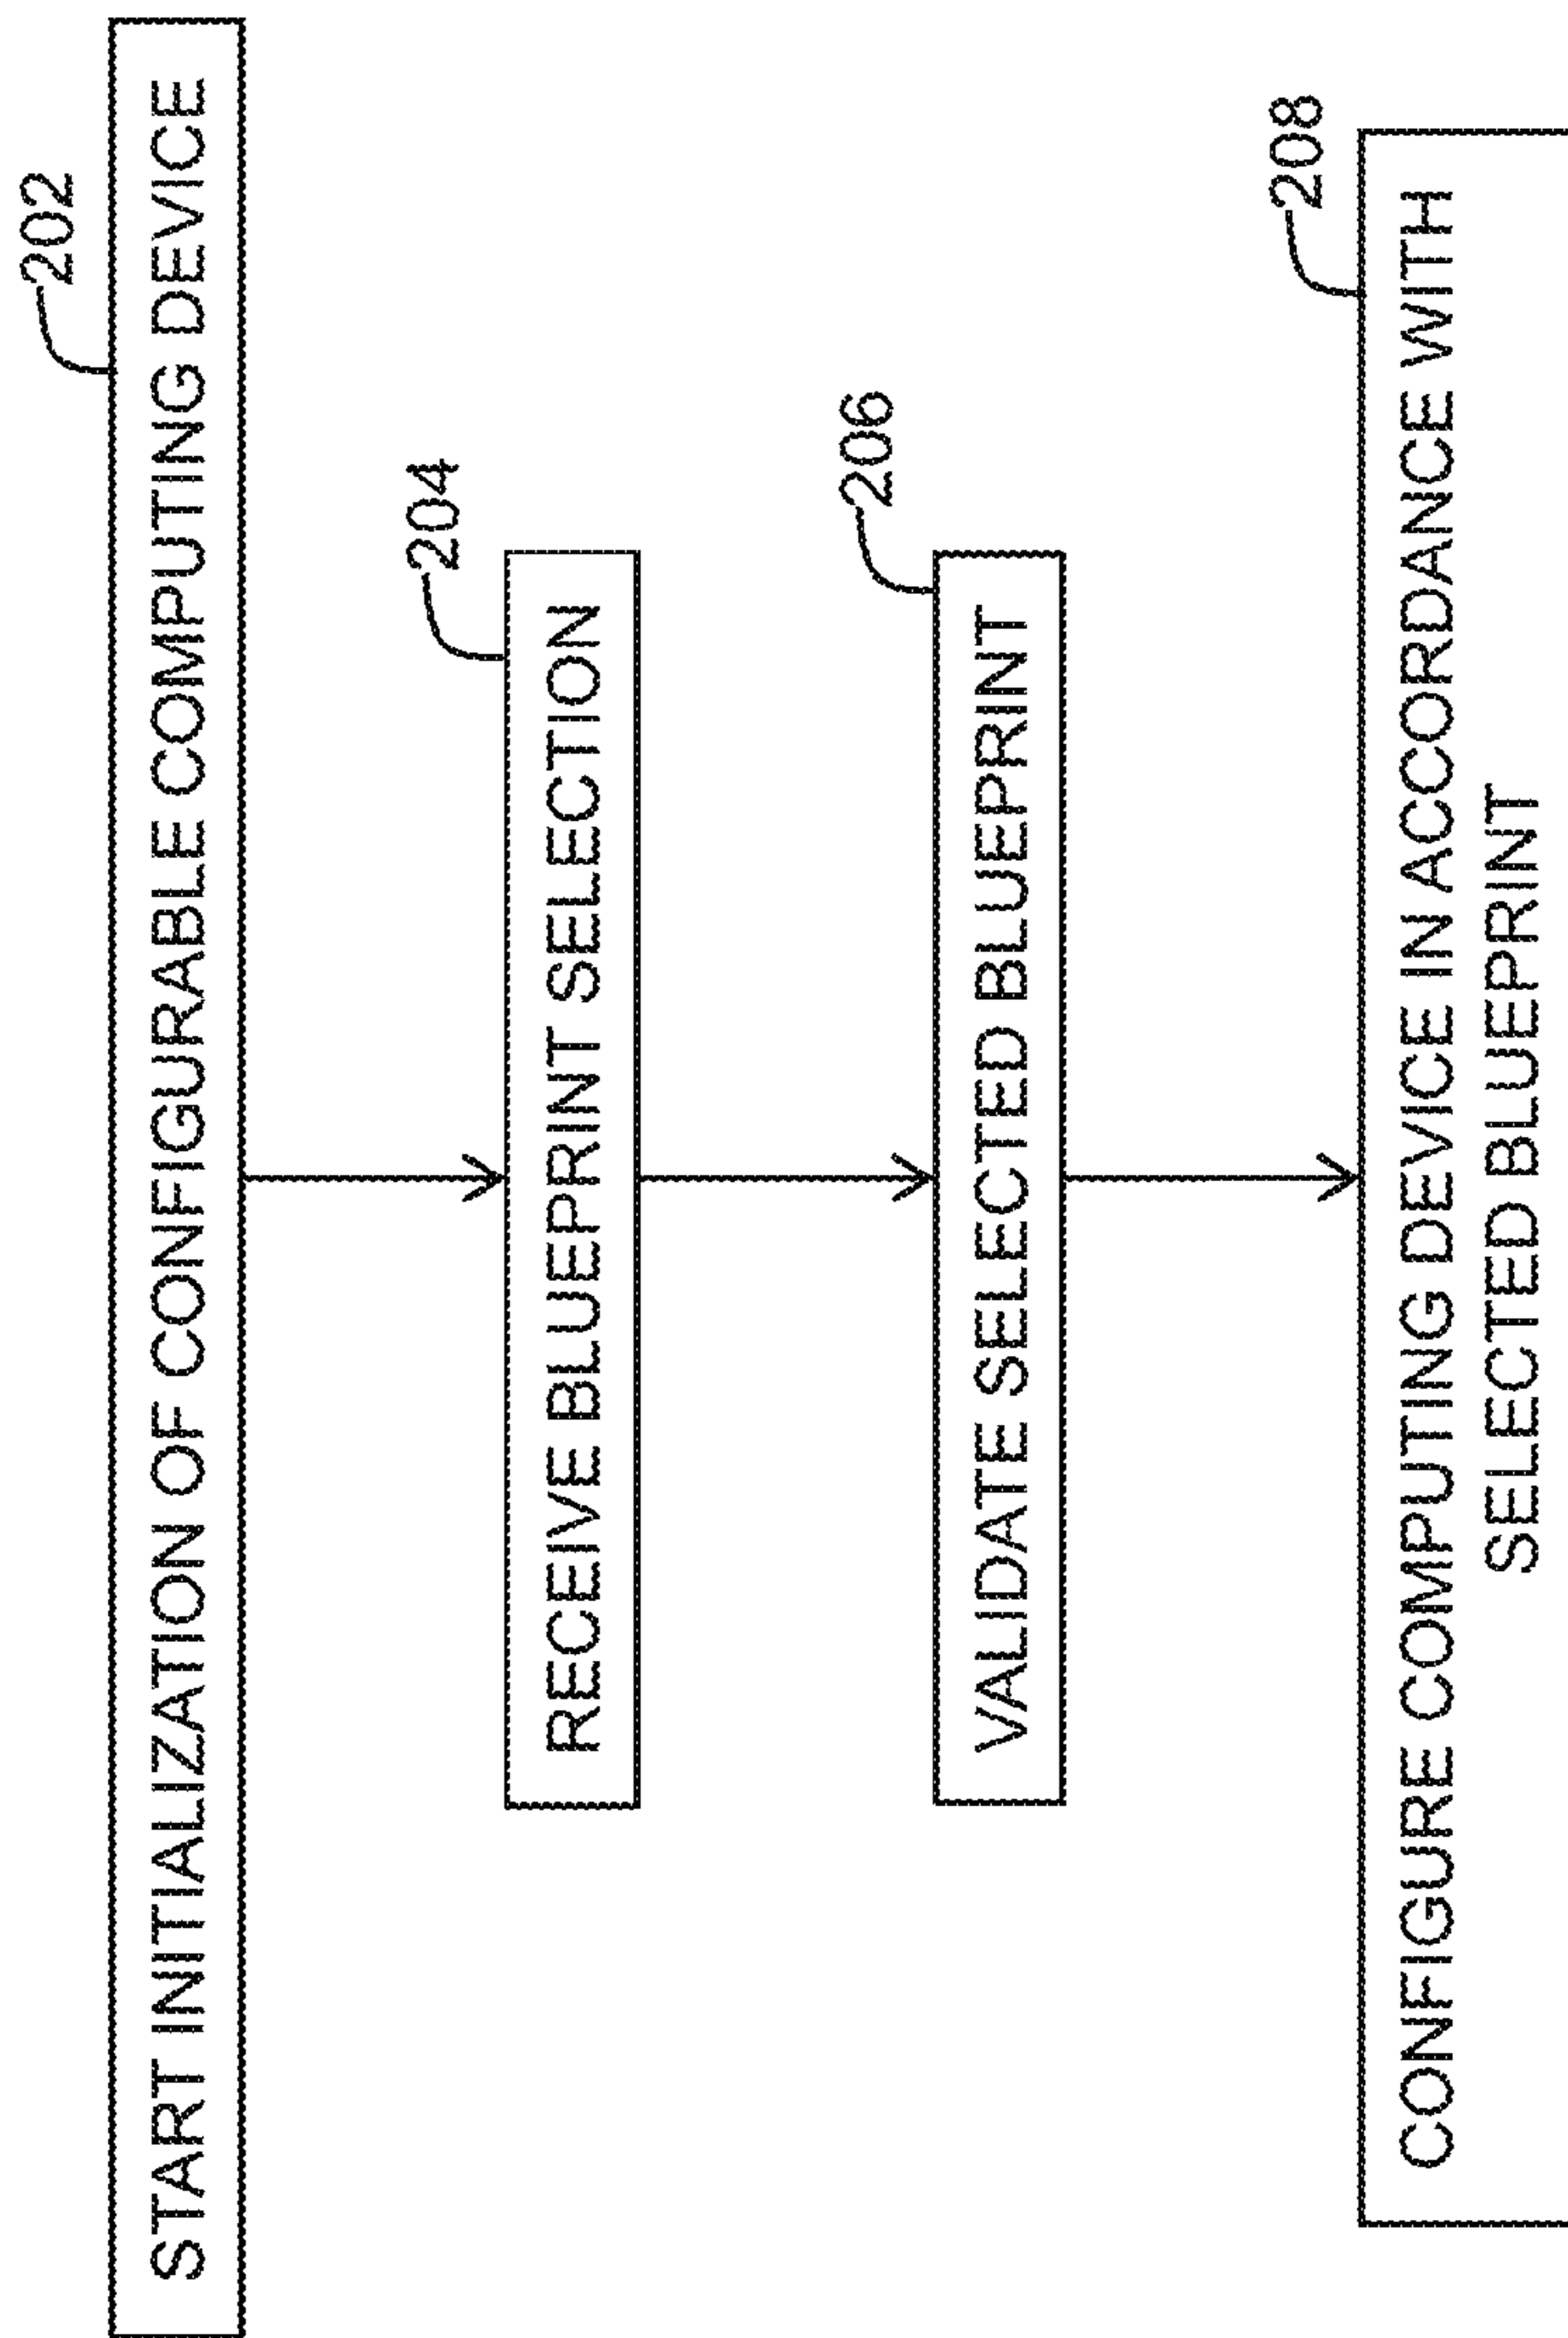 202
START INITIALIZATION OF CONFIGURABLE COMPUTING DEVICE
204
RECEIVE BLUEPRINT SELECTION
206
VALIDATE SELECTED BLUEPRINT
208
CONFIGURE COMPUTING DEVICE IN ACCORDANCE WITH
SELECTED BLUEPRINT